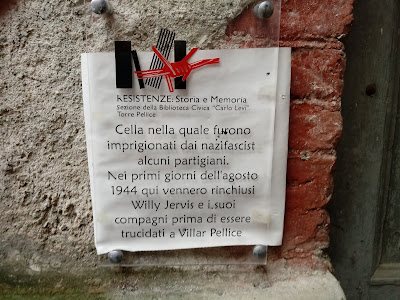 RESISTENZE: Storia e Memoria
Sezione della Biblioteca Civica "Carlo Levi"
Torre Pellice
Cella nella quale furono
imprigionati dai nazifascist
alcuni partigiani.
Nei primi giorni dell'agosto
1944 qui vennero rinchiusi
Willy Jervis e i suoi
compagni prima di essere
trucidati a Villar Pellice